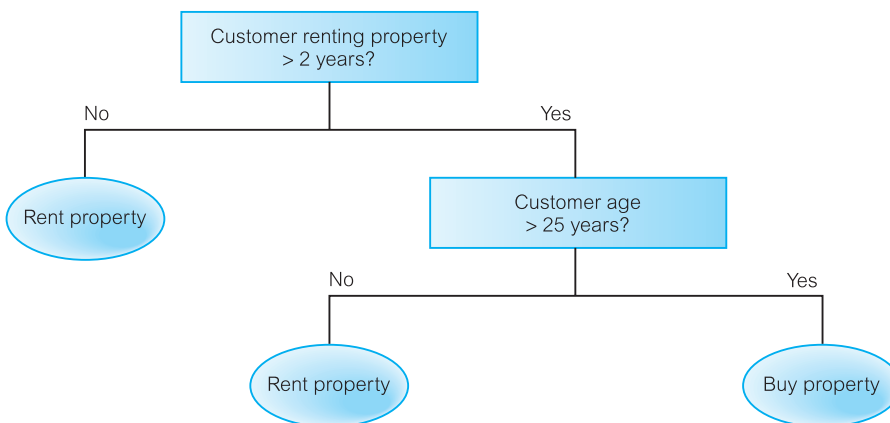 Customer renting property
> 2 years?
No
Yes
Rent property
Customer age
> 25 years?
No
Yes
Rent property
Buy property